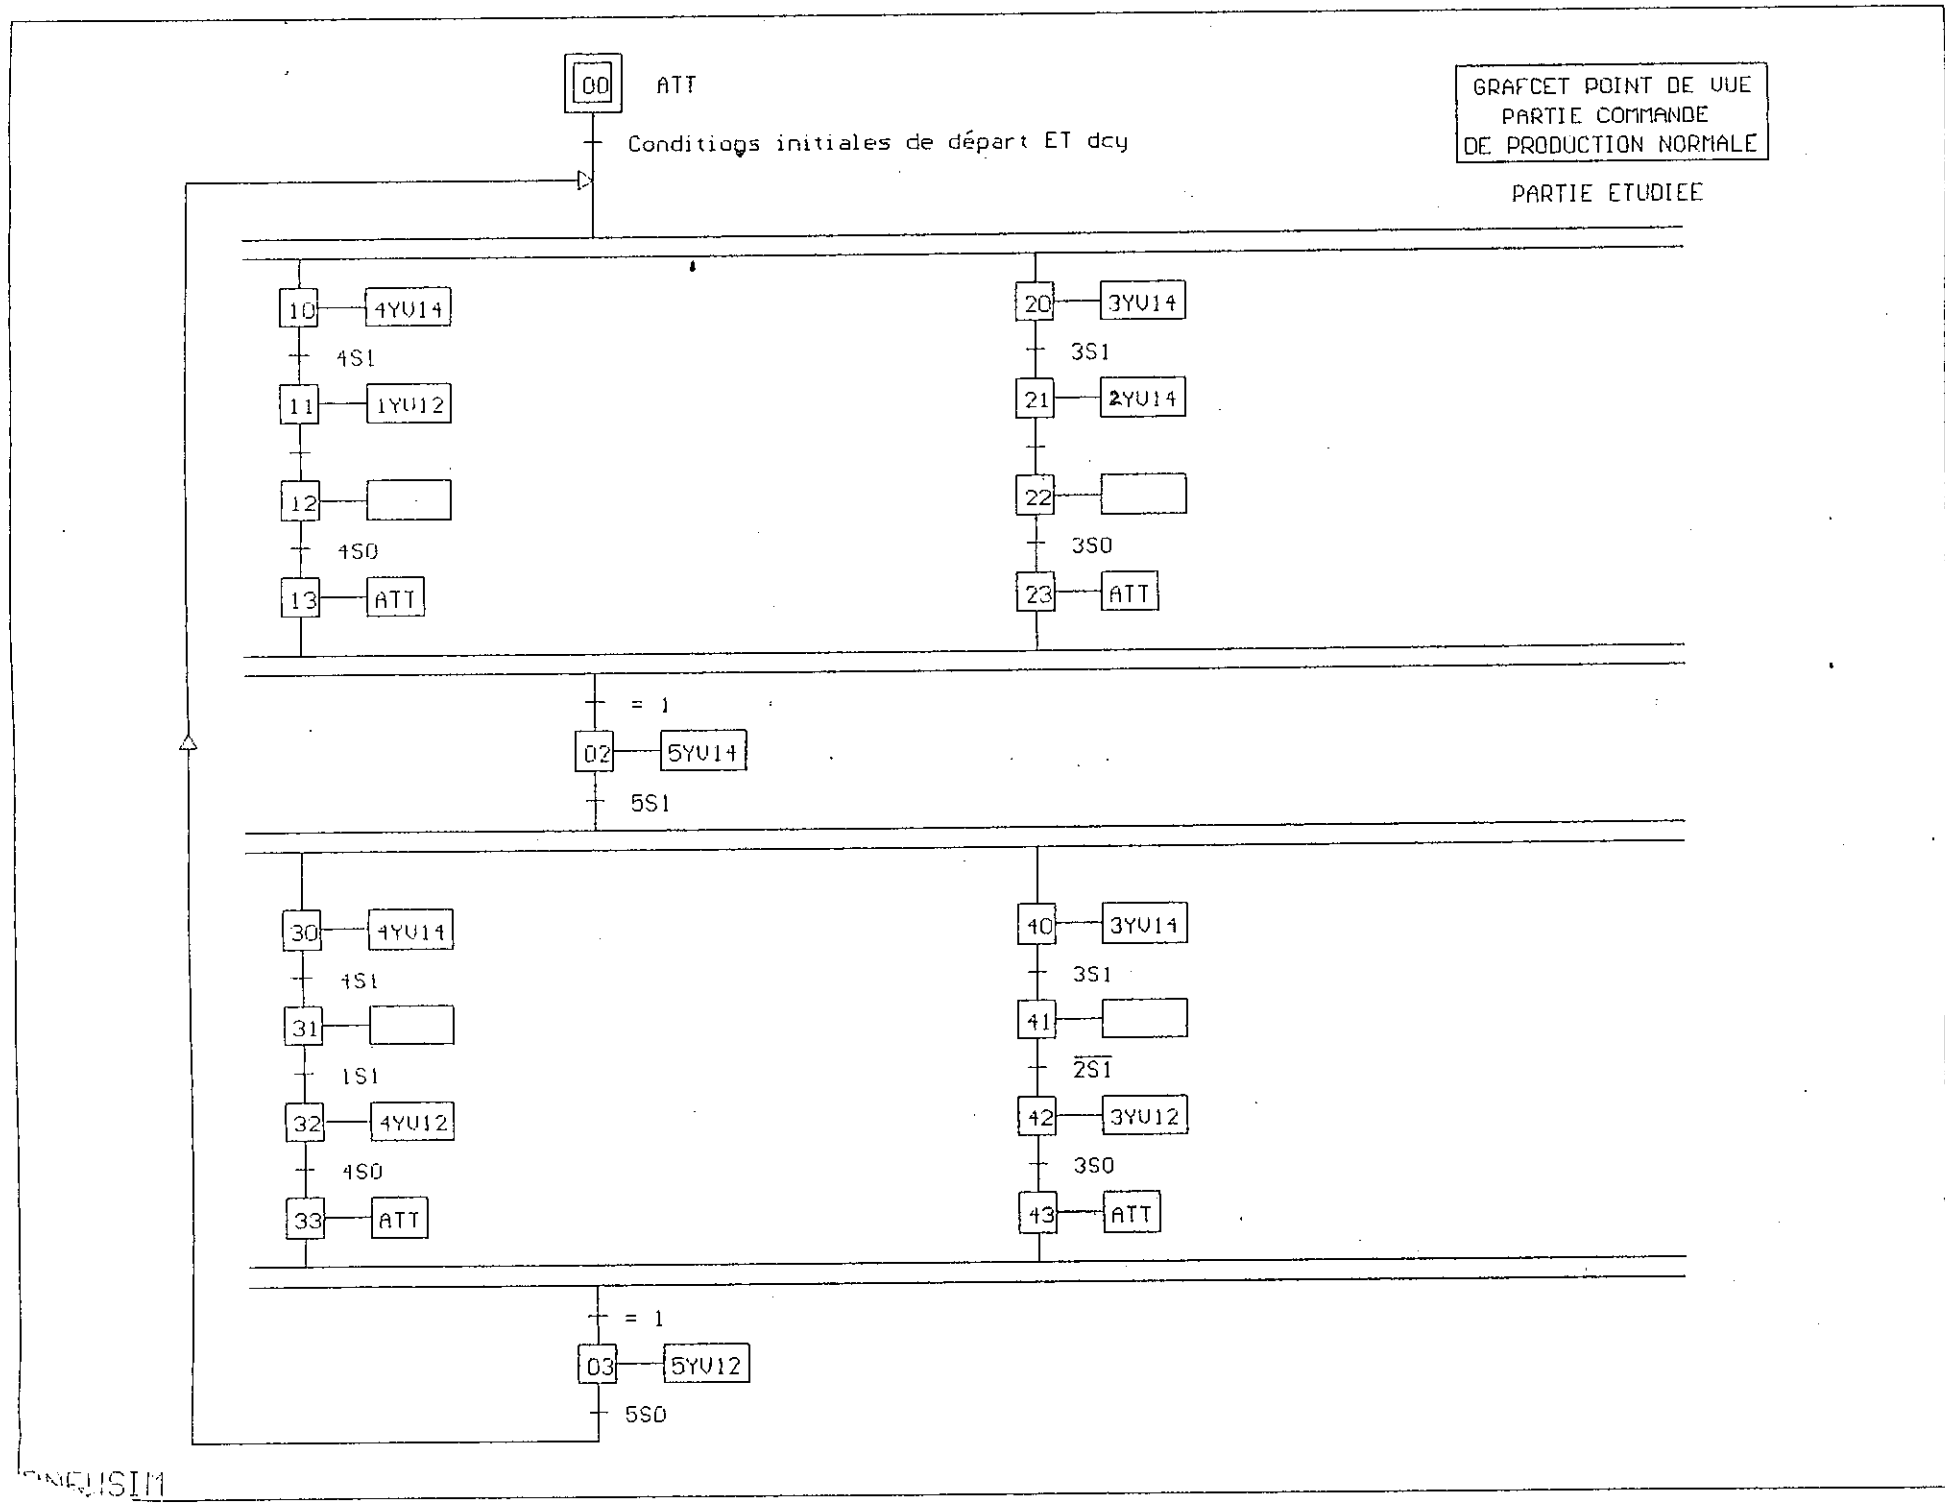 00 ATT
GRAFCET POINT DE VUE
PARTIE COMMANDE
DE PRODUCTION NORMALE
Conditions initiales de départ ET dcy
PARTIE ETUDIEE
10 4YV14
20 3YV14
4S1
3S1
11 1YV12
21 2YV14
12
22
4S0
3S0
13 ATT
23 ATT
= 1
02 5YV14
5S1
30 4YV14
40 3YV14
4S1
3S1
31
41
1S1
2S1
32 4YV12
42 3YV12
4S0
3S0
33 ATT
43 ATT
= 1
03 5YV12
5S0